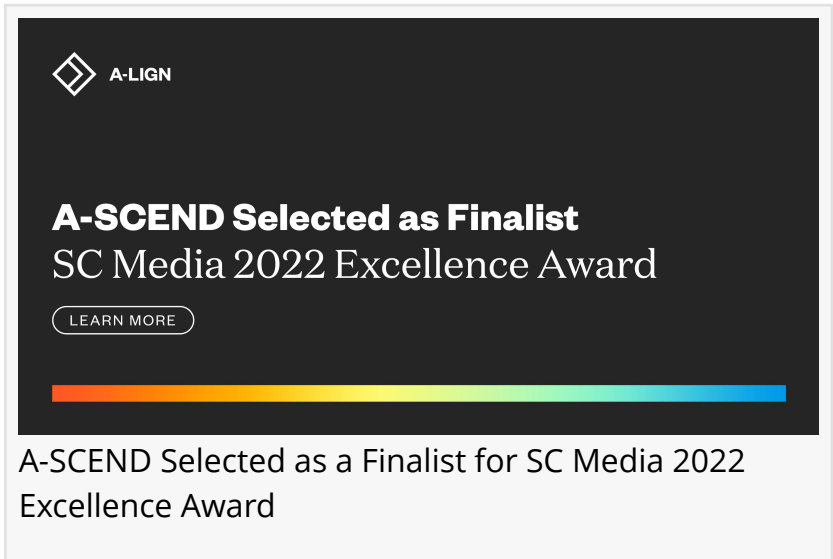 A-LIGN
A-SCEND Selected as Finalist
SC Media 2022 Excellence Award
LEARN MORE
A-SCEND Selected as a Finalist for SC Media 2022
Excellence Award